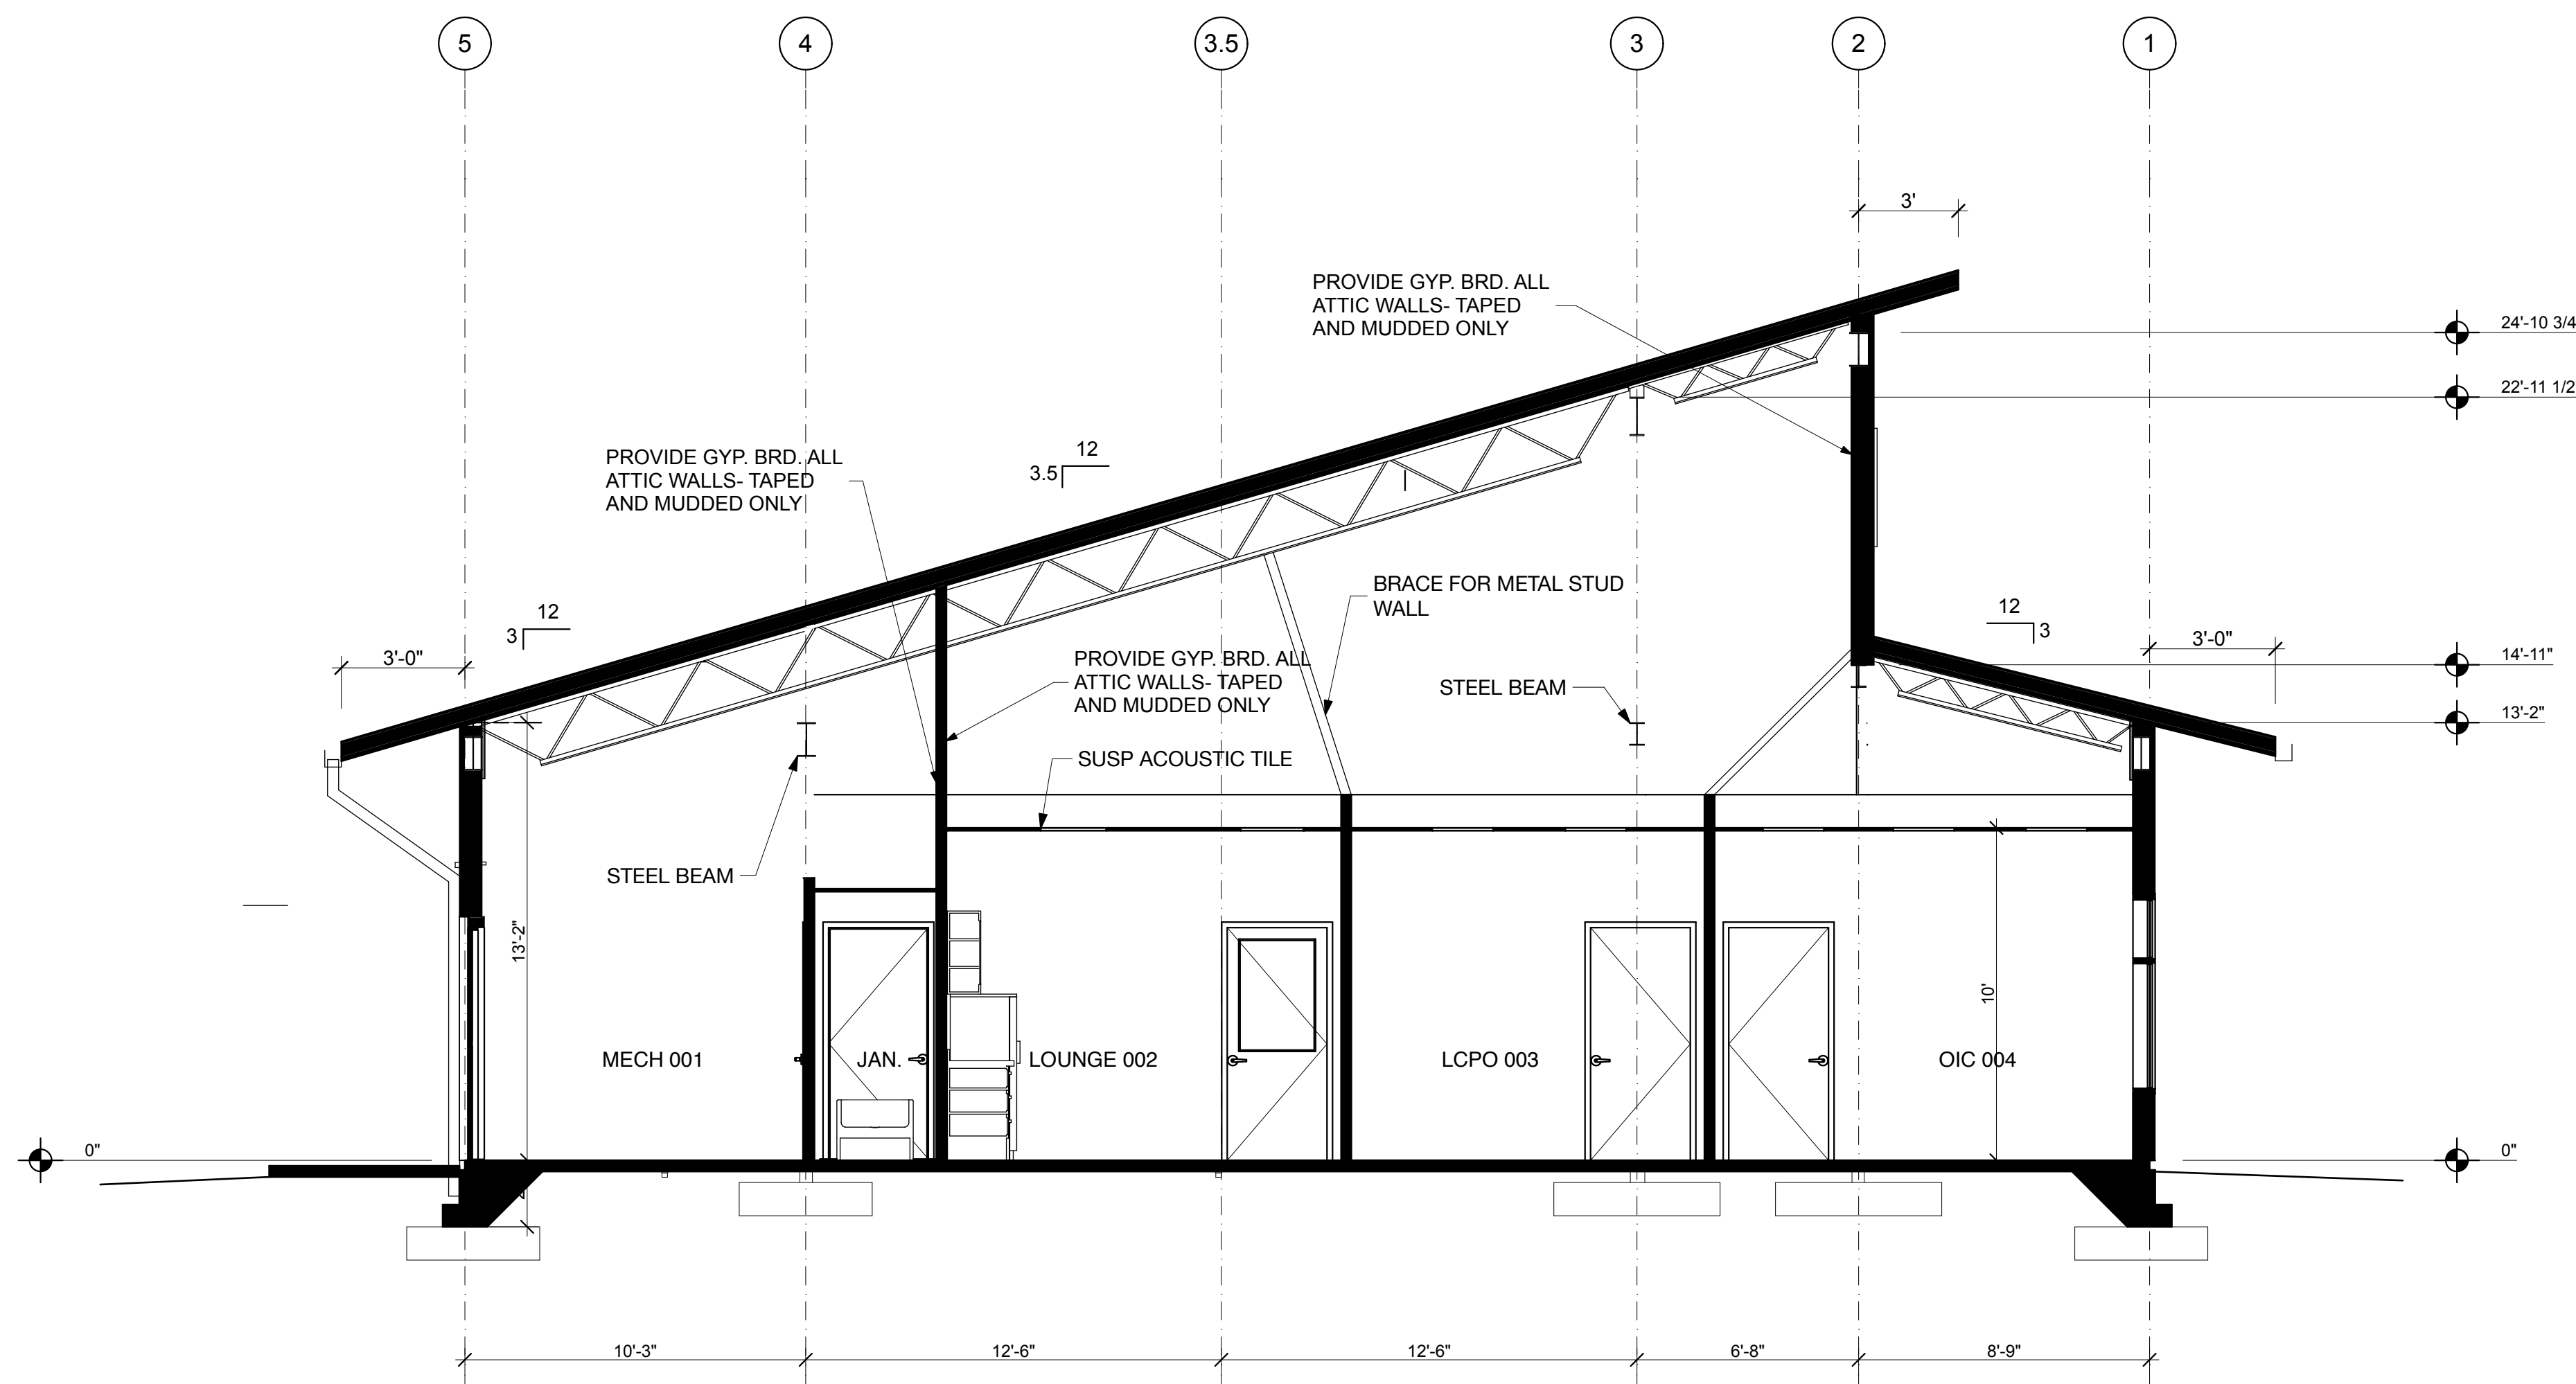 5
4
3.5
3
2
1
3'
PROVIDE GYP. BRD. ALL
ATTIC WALLS- TAPED
AND MUDDED ONLY
24'-10 3/4
22'-11 1/2
PROVIDE GYP. BRD. ALL
ATTIC WALLS- TAPED
AND MUDDED ONLY
12
3.5
12
3
BRACE FOR METAL STUD
WALL
12
3
3'-0"
3'-0"
PROVIDE GYP. BRD. ALL
ATTIC WALLS- TAPED
AND MUDDED ONLY
14'-11"
STEEL BEAM
13'-2"
SUSP ACOUSTIC TILE
STEEL BEAM
13'-2"
10'
MECH 001
JAN.
LOUNGE 002
LCPO 003
OIC 004
0"
0"
10'-3"
12'-6"
12'-6"
6'-8"
8'-9"